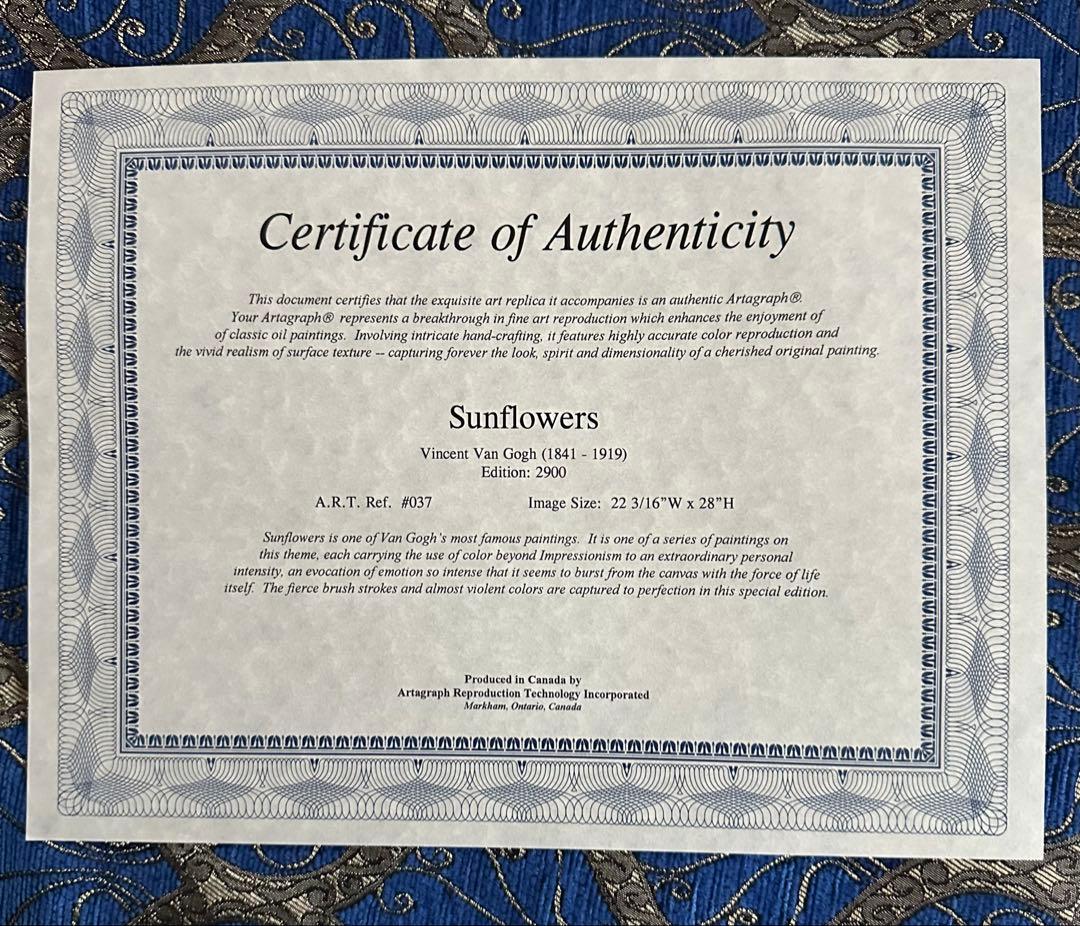 Certificate of Authenticity
This document certifies that the exquisite art replica it accompanies is an authentic Artagraph®.
Your Artagraph® represents a breakthrough in fine art reproduction which enhances the enjoyment of
of classic oil paintings. Involving intricate hand-crafting, it features highly accurate color reproduction and
the vivid realism of surface texture -- capturing forever the look, spirit and dimensionality of a cherished original painting.
Sunflowers
Vincent Van Gogh (1841 - 1919)
Edition: 2900
A.R.T. Ref. #037 Image Size: 22 3/16"W x 28"H
Sunflowers is one of Van Gogh's most famous paintings. It is one of a series of paintings on
this theme, each carrying the use of color beyond Impressionism to an extraordinary personal
intensity, an evocation of emotion so intense that it seems to burst from the canvas with the force of life
itself. The fierce brush strokes and almost violent colors are captured to perfection in this special edition.
Produced in Canada by
Artagraph Reproduction Technology Incorporated
Markham, Ontario, Canada